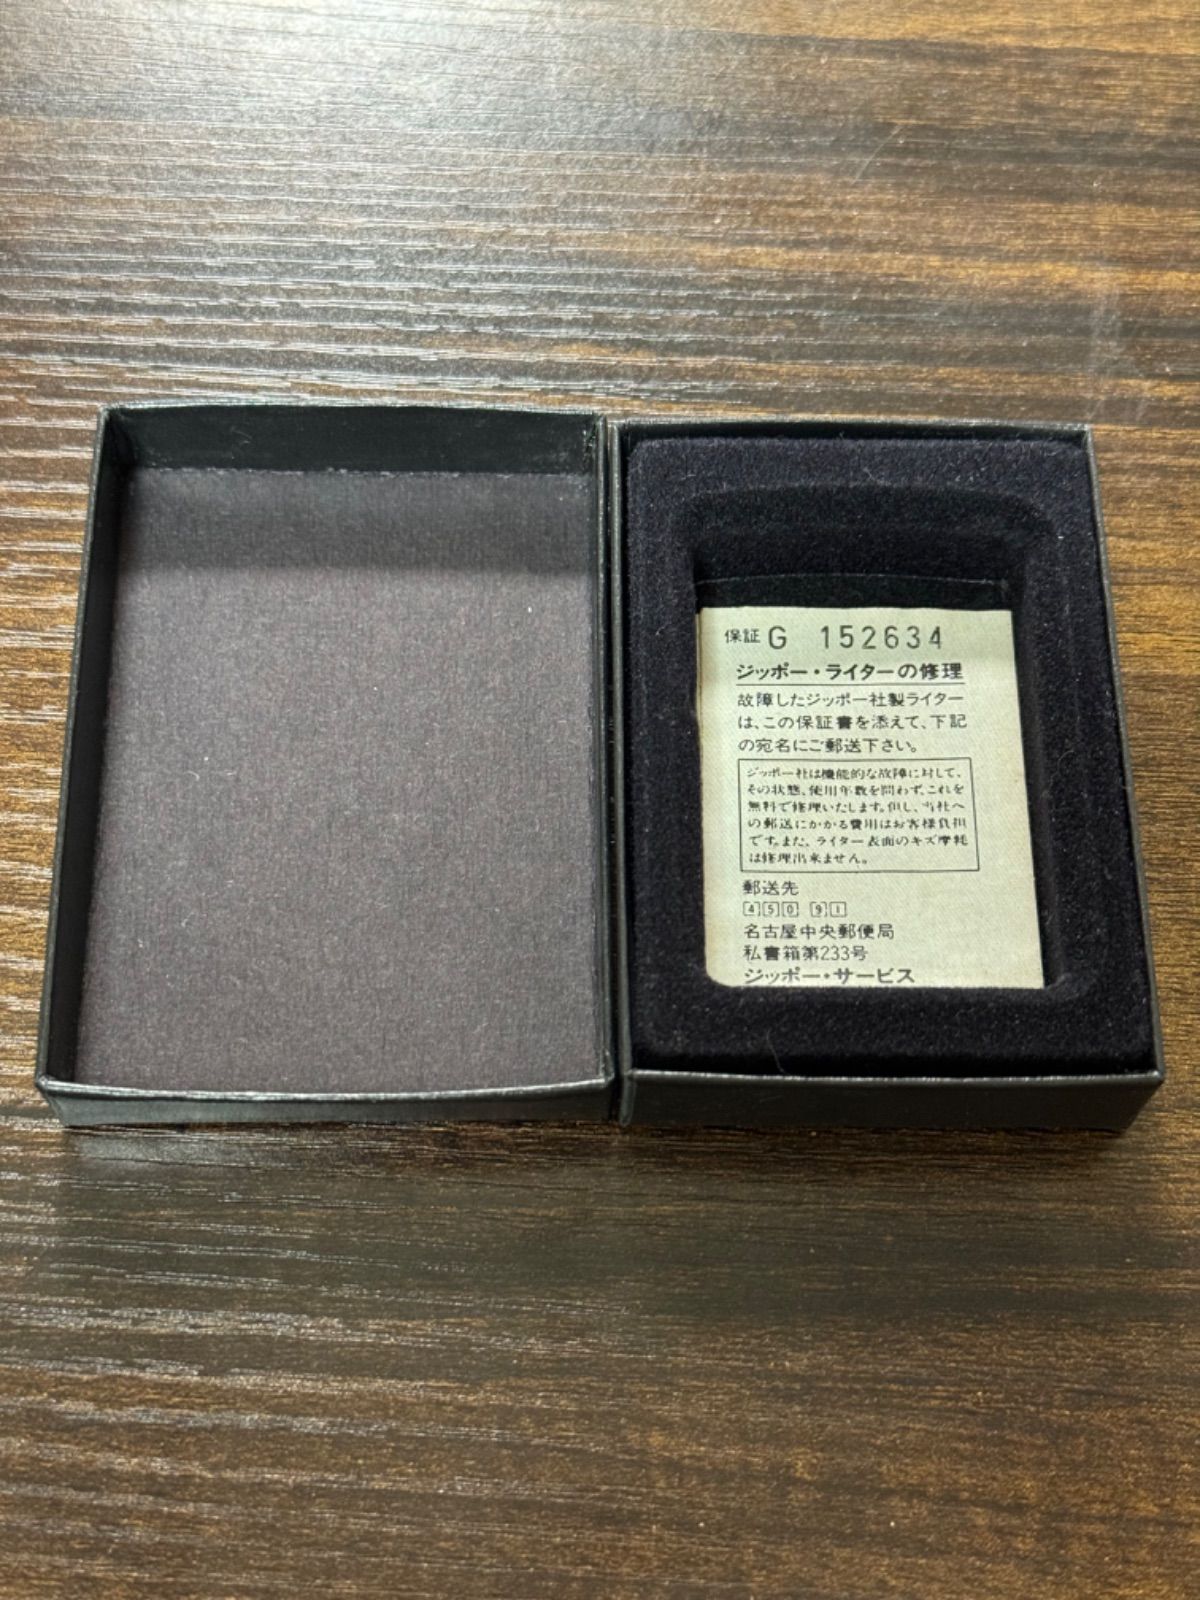 保証 G 152634
ジッポー・ライターの修理
故障したジッポー社製ライター
は、この保証書を添えて、下記
の宛名にご郵送下さい。
ジッポー社は機能的な故障に対して、
その状態、使用年数を問わず、これを
無料で修理いたします。但し、当社へ
の郵送にかかる費用はお客様負担
です。また、ライター表面のキズ摩耗
は修理出来ません。
郵送先
450 91
名古屋中央郵便局
私書箱第233号
ジッポー・サービス